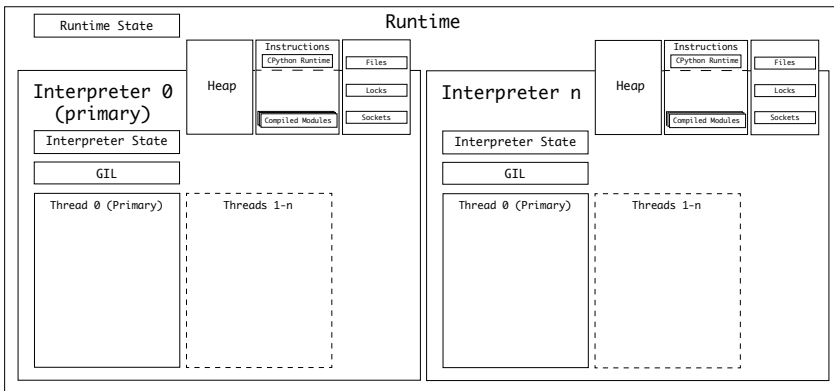 Runtime
Runtime State
Interpreter 0
(primary)
Heap
Instructions
CPython Runtime
Compiled Modules
Files
Locks
Sockets
Interpreter State
GIL
Thread 0 (Primary)
Threads 1-n
Interpreter n
Heap
Instructions
CPython Runtime
Compiled Modules
Files
Locks
Sockets
Interpreter State
GIL
Thread 0 (Primary)
Threads 1-n